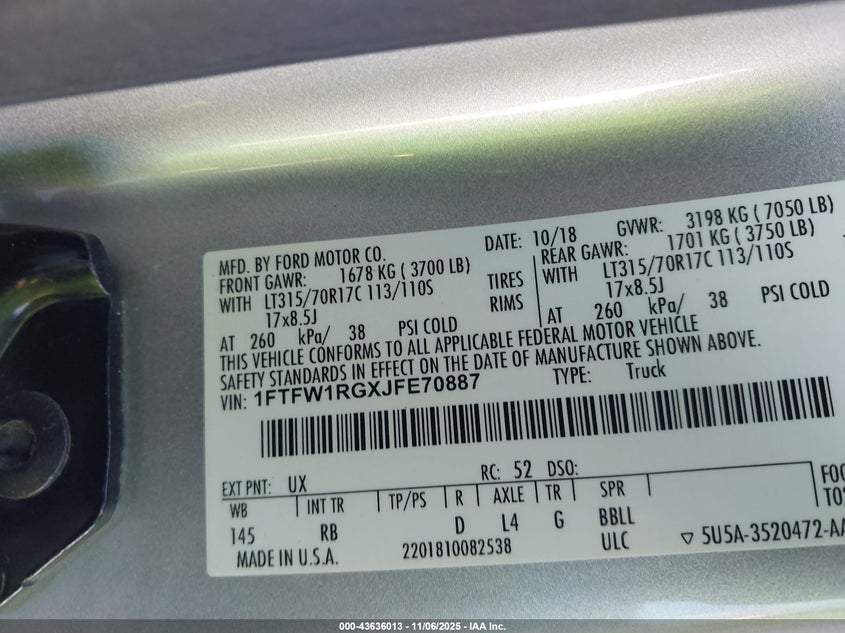 MFD. BY FORD MOTOR CO.
DATE: 10/18 GVWR: 3198 KG ( 7050 LB)
FRONT GAWR: 1678 KG ( 3700 LB) REAR GAWR: 1701 KG ( 3750 LB)
WITH LT315/70R17C 113/110S TIRES WITH LT315/70R17C 113/110S
17x8.5J RIMS 17x8.5J
AT 260 kPa/ 38 PSI COLD AT 260 kPa/ 38 PSI COLD
THIS VEHICLE CONFORMS TO ALL APPLICABLE FEDERAL MOTOR VEHICLE
SAFETY STANDARDS IN EFFECT ON THE DATE OF MANUFACTURE SHOWN ABOVE.
VIN: 1FTFW1RGXJFE70887 TYPE: Truck
EXT PNT: UX RC: 52 DSO:
WB INT TR TP/PS R AXLE TR SPR
145 RB D L4 G BBLL
MADE IN U.S.A. 2201810082538 ULC ▽ 5U5A-3520472-AA
000-43636013 - 11/06/2025 - IAA Inc.